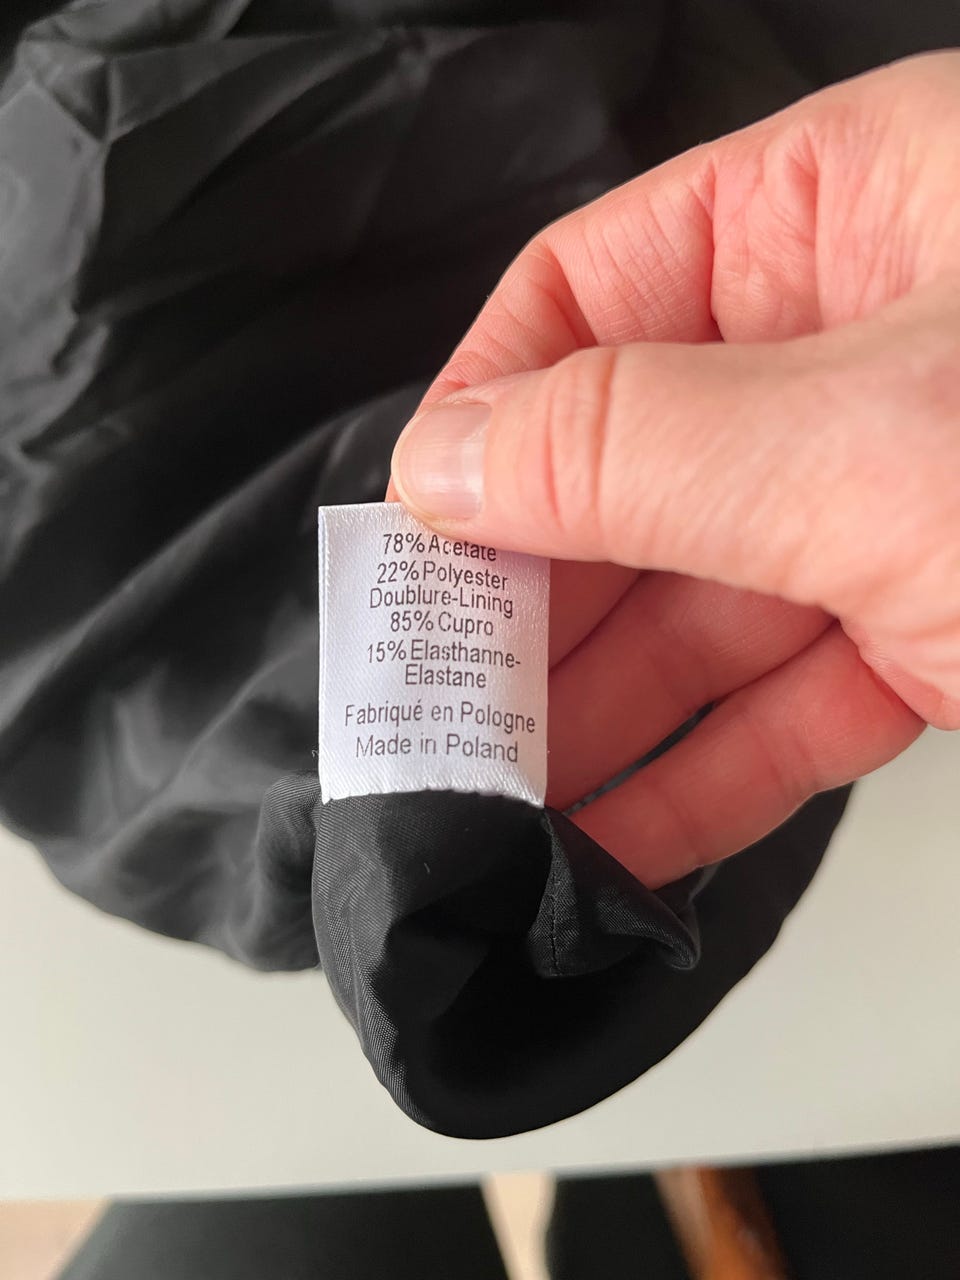 78% Acetate
22% Polyester
Doublure-Lining
85% Cupro
15% Elasthanne-
Elastane
Fabriqué en Pologne
Made in Poland